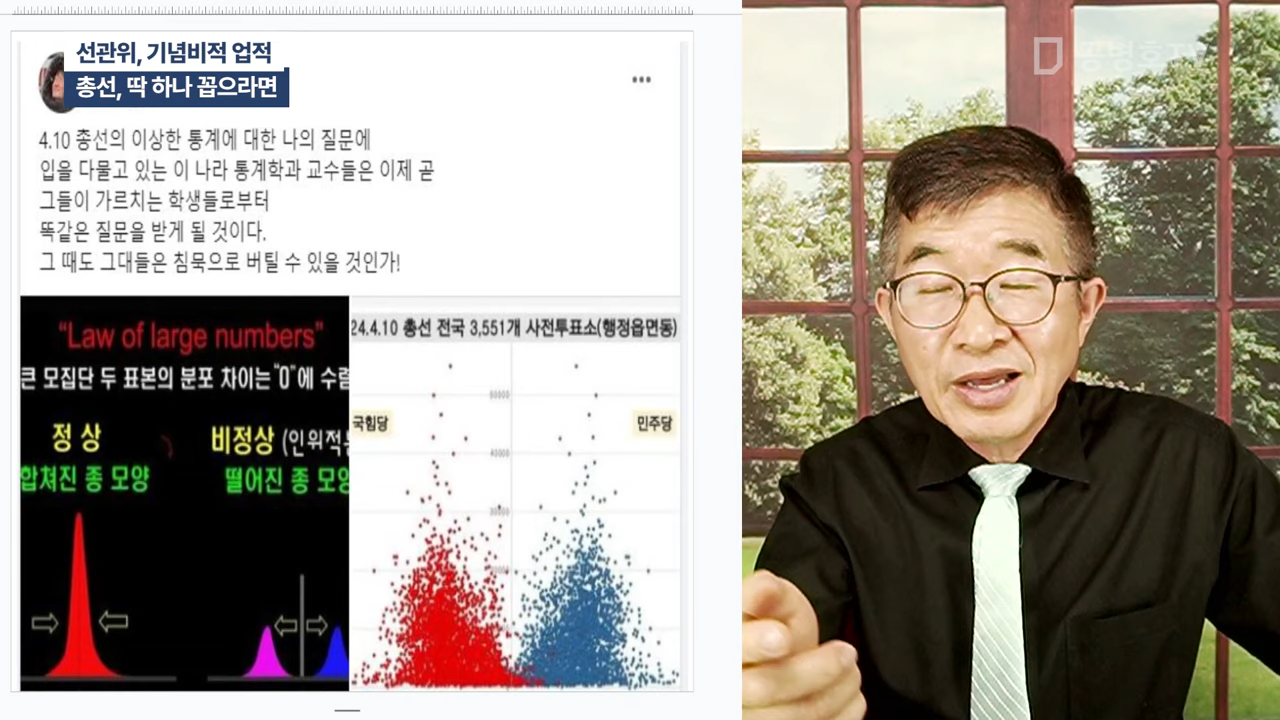 선관위, 기념비적 업적
총선, 딱 하나 꼽으라면
4.10 총선의 이상한 통계에 대한 나의 질문에
입을 다물고 있는 이 나라 통계학과 교수들은 이제 곧
그들이 가르치는 학생들로부터
똑같은 질문을 받게 될 것이다.
그 때도 그대들은 침묵으로 버틸 수 있을 것인가!
“Law of large numbers”
큰 모집단 두 표본의 분포 차이는 "0"에 수렴
정 상
비정상 (인위적
합쳐진 종 모양
떨어진 종 모양
24.4.10 총선 전국 3,551개 사전투표소(행정읍면동)
국힘당
민주당
공병호TV